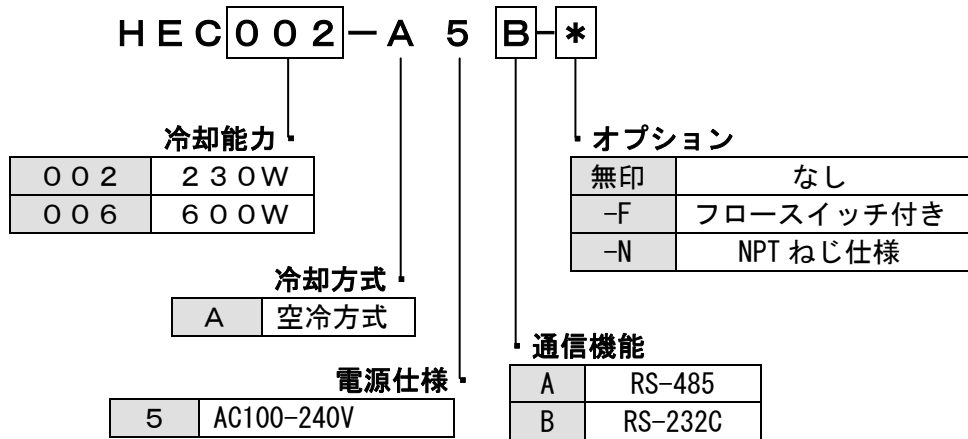 ＨＥＣ００２－Ａ５Ｂ-＊
冷却能力
００２ ２３０Ｗ
００６ ６００Ｗ
オプション
無印 なし
-F フロースイッチ付き
-N NPTねじ仕様
冷却方式
Ａ 空冷方式
通信機能
A RS-485
B RS-232C
電源仕様
5 AC100-240V